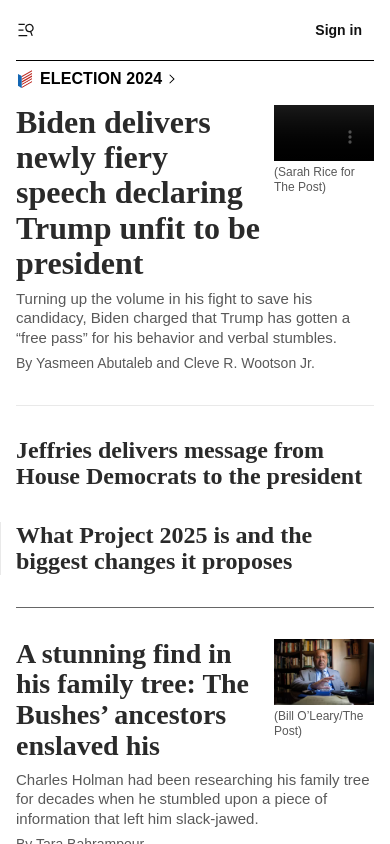 Sign in
ELECTION 2024
Biden delivers
newly fiery
speech declaring
Trump unfit to be
president
(Sarah Rice for
The Post)
Turning up the volume in his fight to save his
candidacy, Biden charged that Trump has gotten a
“free pass” for his behavior and verbal stumbles.
By Yasmeen Abutaleb and Cleve R. Wootson Jr.
Jeffries delivers message from
House Democrats to the president
What Project 2025 is and the
biggest changes it proposes
A stunning find in
his family tree: The
Bushes’ ancestors
enslaved his
(Bill O’Leary/The
Post)
Charles Holman had been researching his family tree
for decades when he stumbled upon a piece of
information that left him slack-jawed.
By Tara Bahrampour